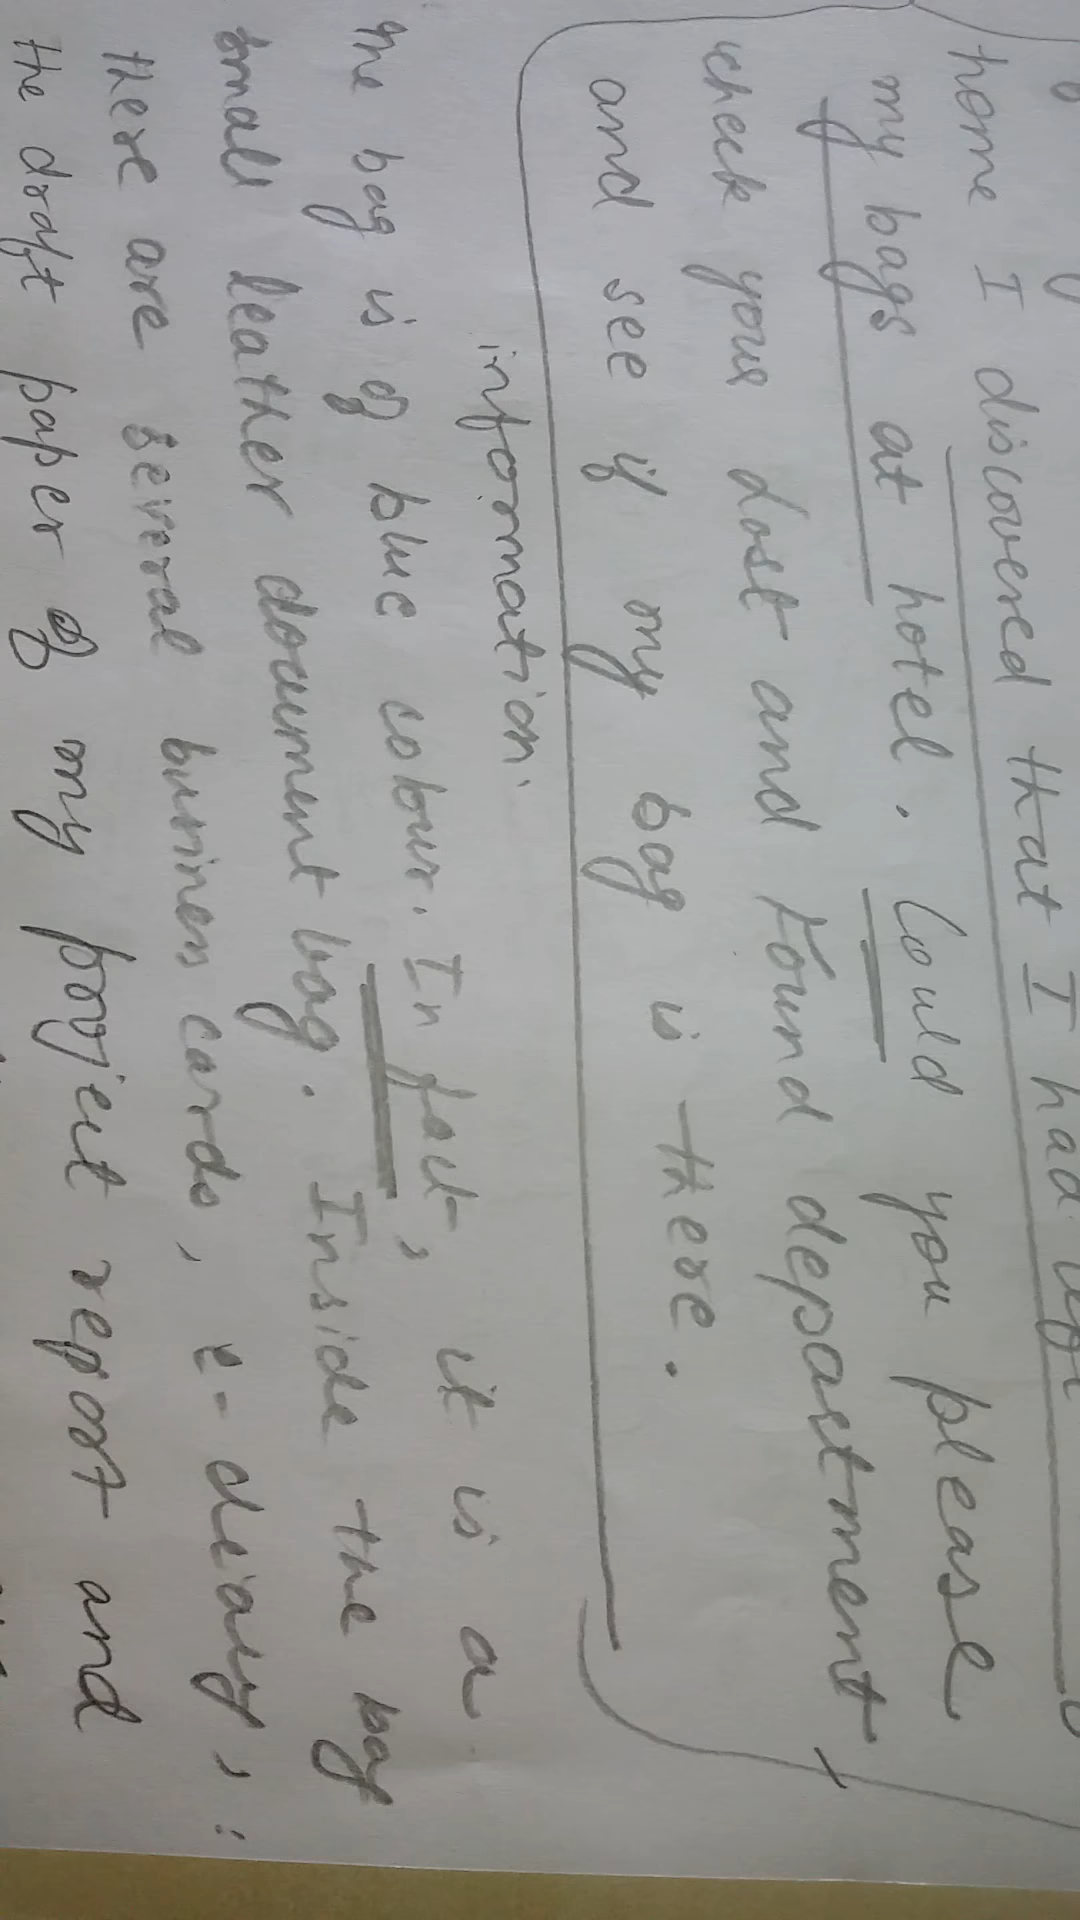 home I discovered that I had left
my bags at hotel. Could you please
check your Lost and Found department,
and see if my bag is there.
information.
The bag is of blue colour. In fact, it is a
small leather document bag. Inside the bag
there are several business cards, e-diary,
the draft paper of my project report and